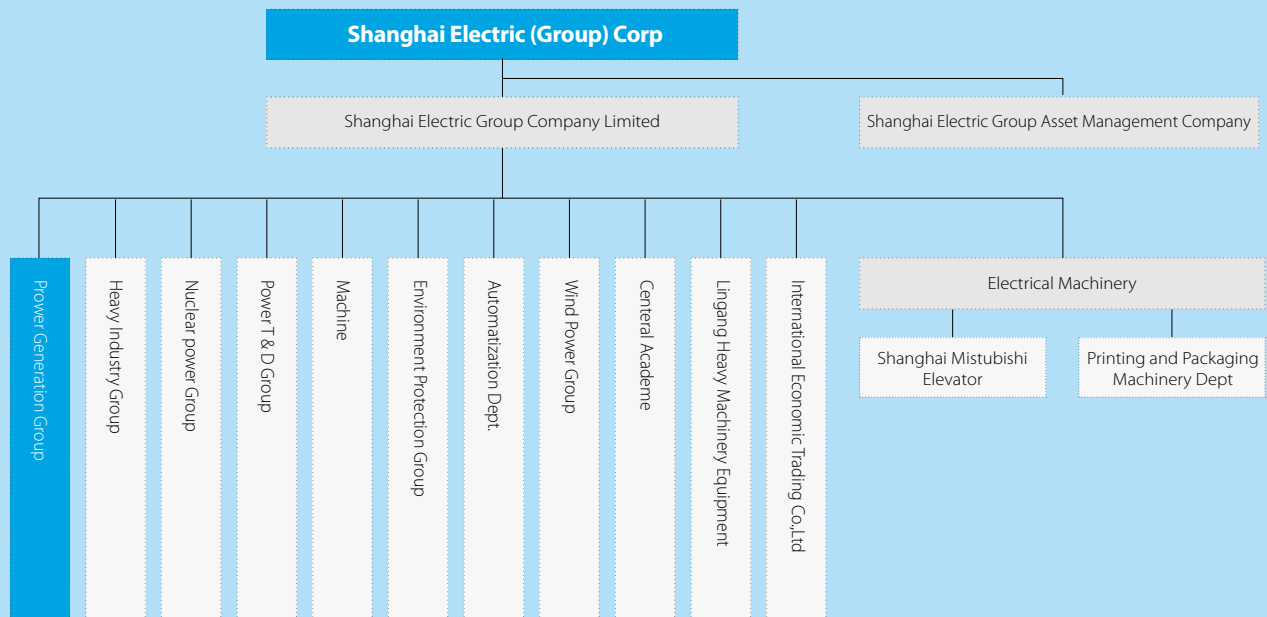 Shanghai Electric (Group) Corp
Shanghai Electric Group Company Limited
Shanghai Electric Group Asset Management Company
Prower Generation Group
Heavy Industry Group
Nuclear power Group
Power T & D Group
Machine
Environment Protection Group
Automatization Dept.
Wind Power Group
Centeral Academe
Lingang Heavy Machinery Equipment
International Economic Trading Co,Ltd
Electrical Machinery
Shanghai Mistubishi
Elevator
Printing and Packaging
Machinery Dept